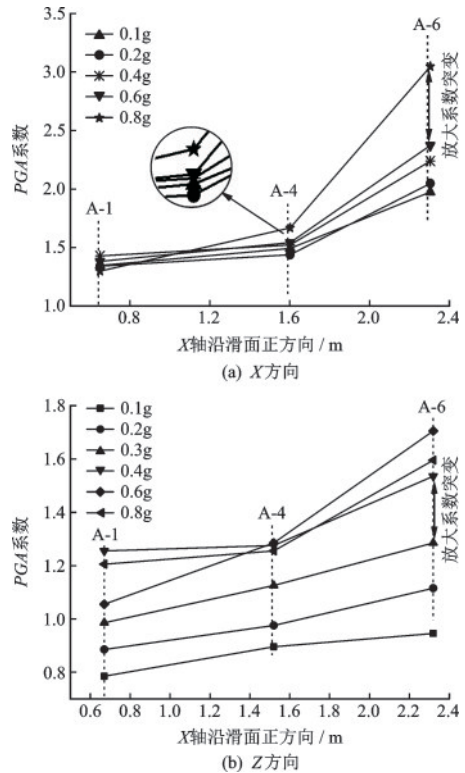 A-6
0.1g
0.2g
0.4g
0.6g
0.8g
A-1
A-4
放大系数突变
PGA系数
3.5
3.0
2.5
2.0
1.5
1.0
0.8 1.2 1.6 2.0 2.4
X轴沿滑面正方向 / m
(a) X方向
A-6
0.1g
0.2g
0.3g
0.4g
0.6g
0.8g
A-1
A-4
放大系数突变
PGA系数
1.8
1.6
1.4
1.2
1.0
0.8
0.6 0.8 1.0 1.2 1.4 1.6 1.8 2.0 2.2 2.4
X轴沿滑面正方向 / m
(b) Z方向